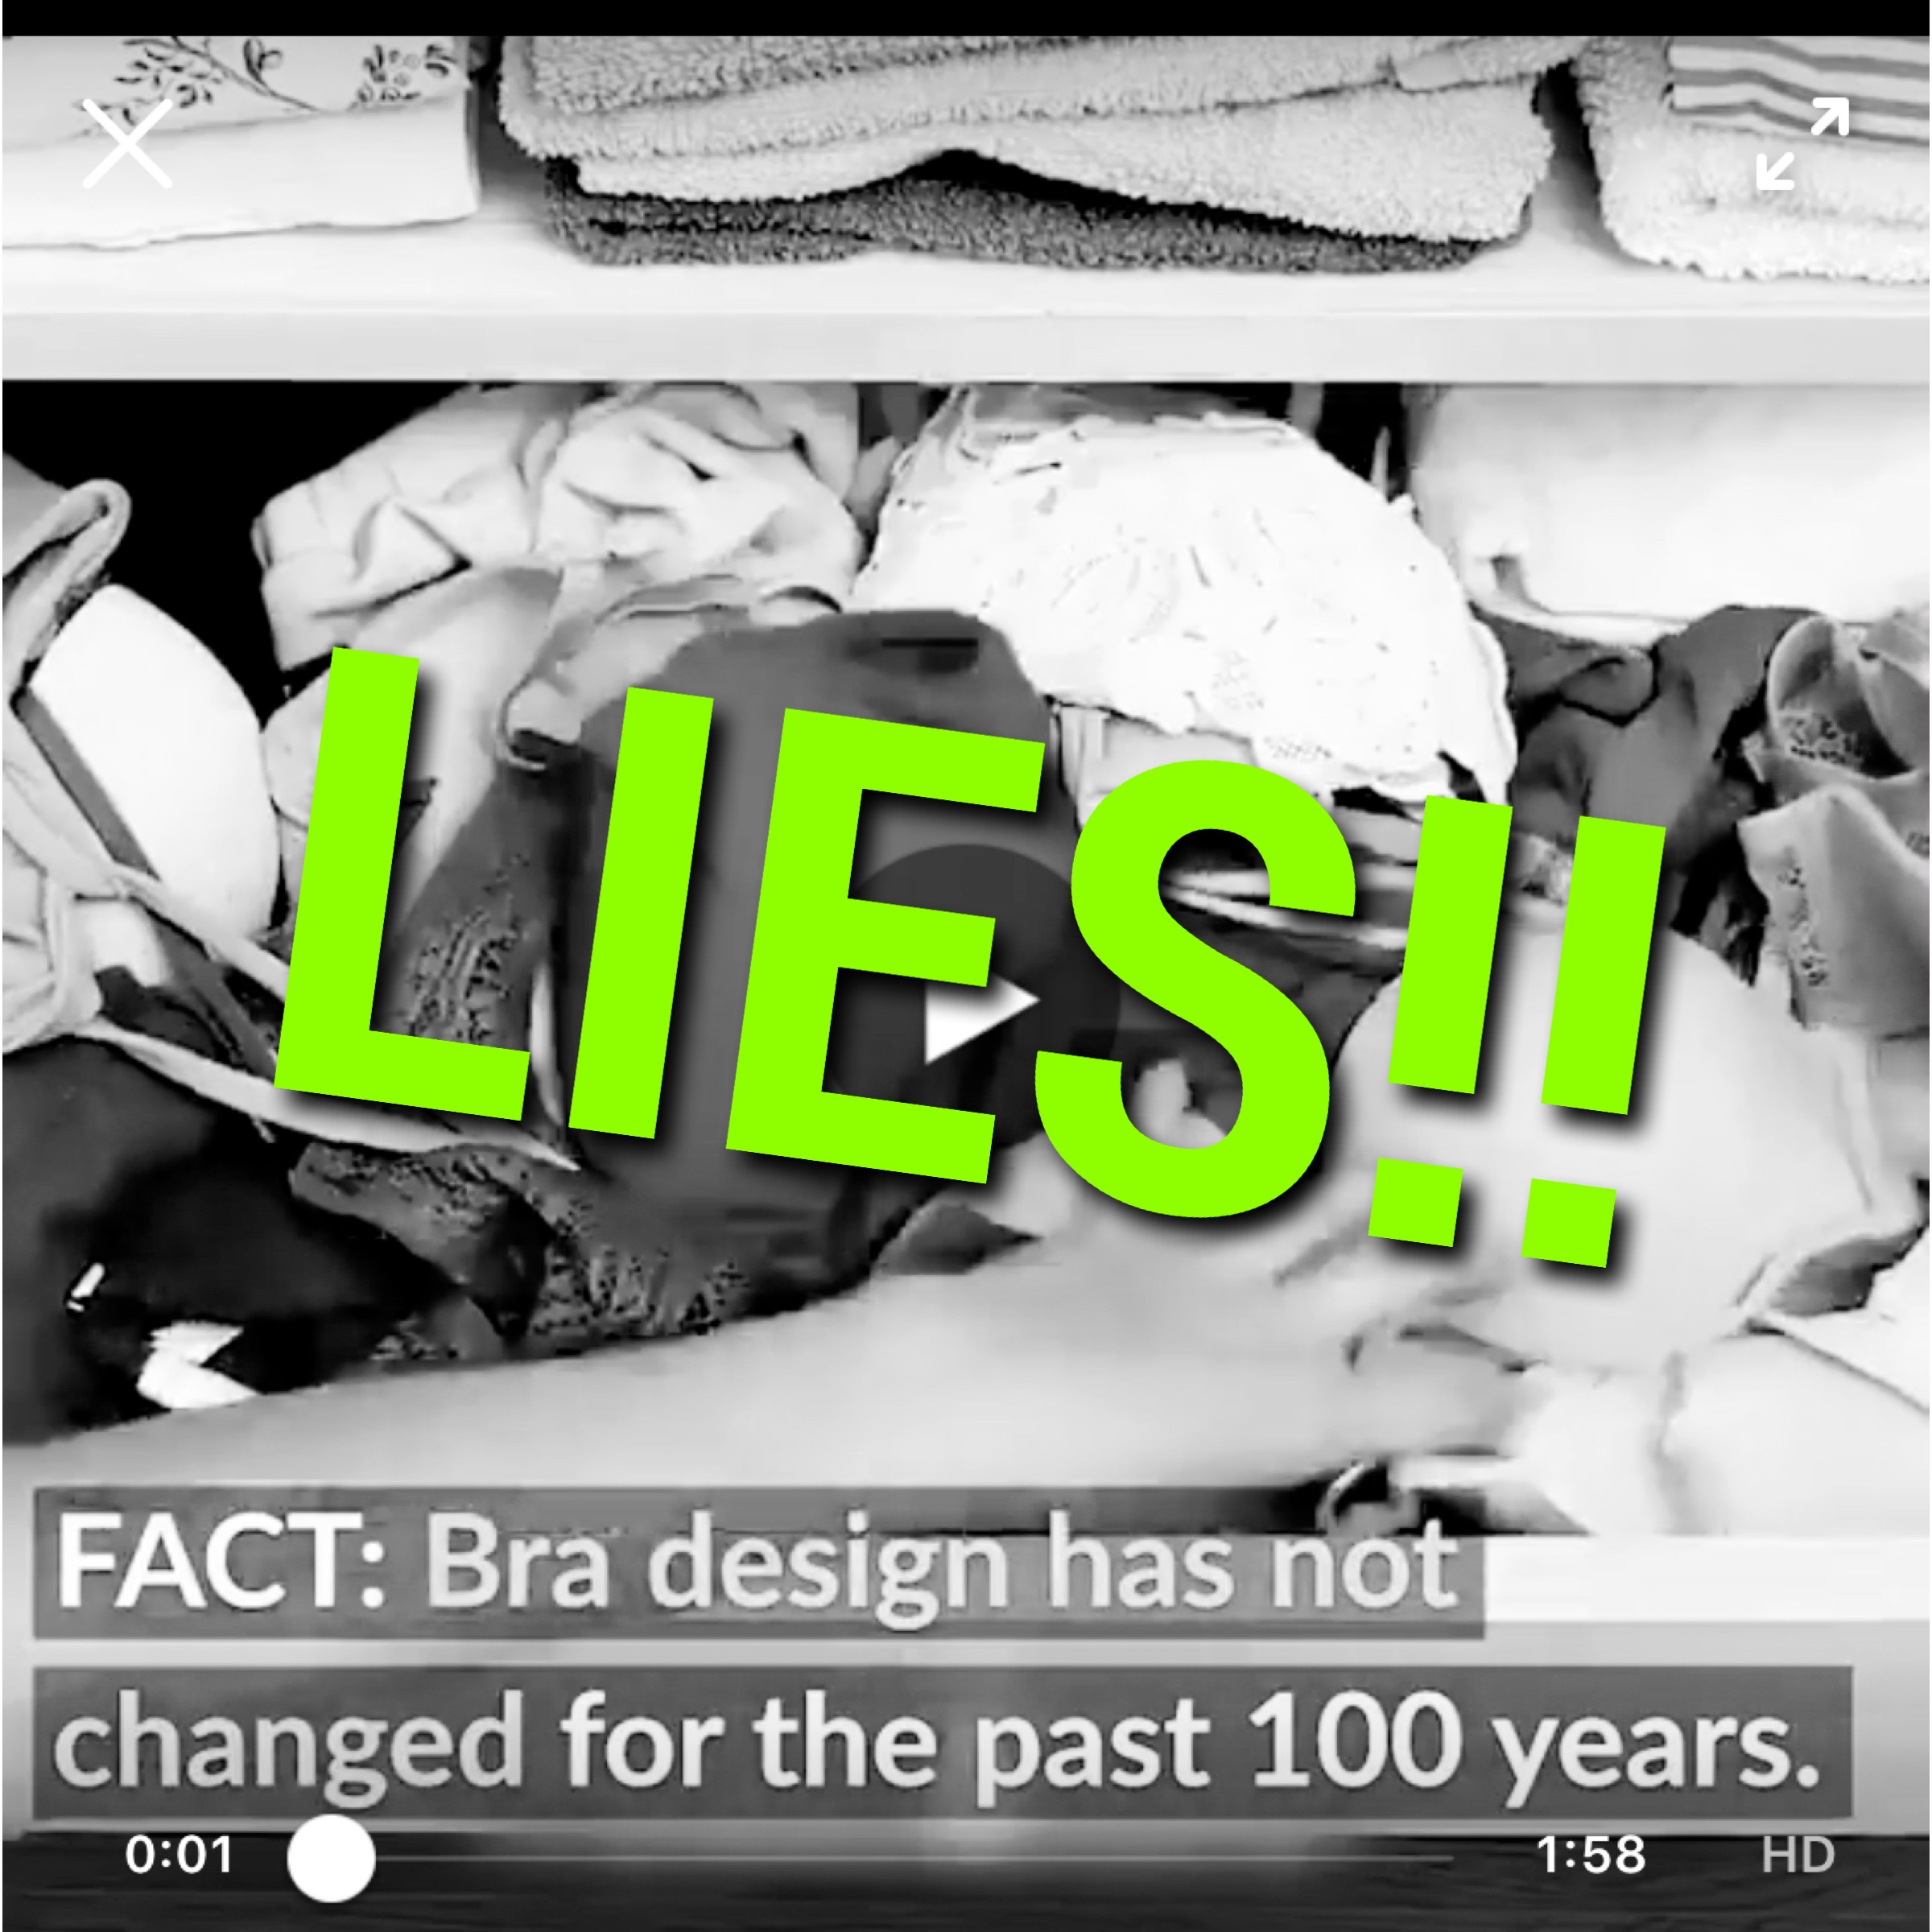 LIES!!
FACT: Bra design has not
changed for the past 100 years.
0:01 1:58 HD